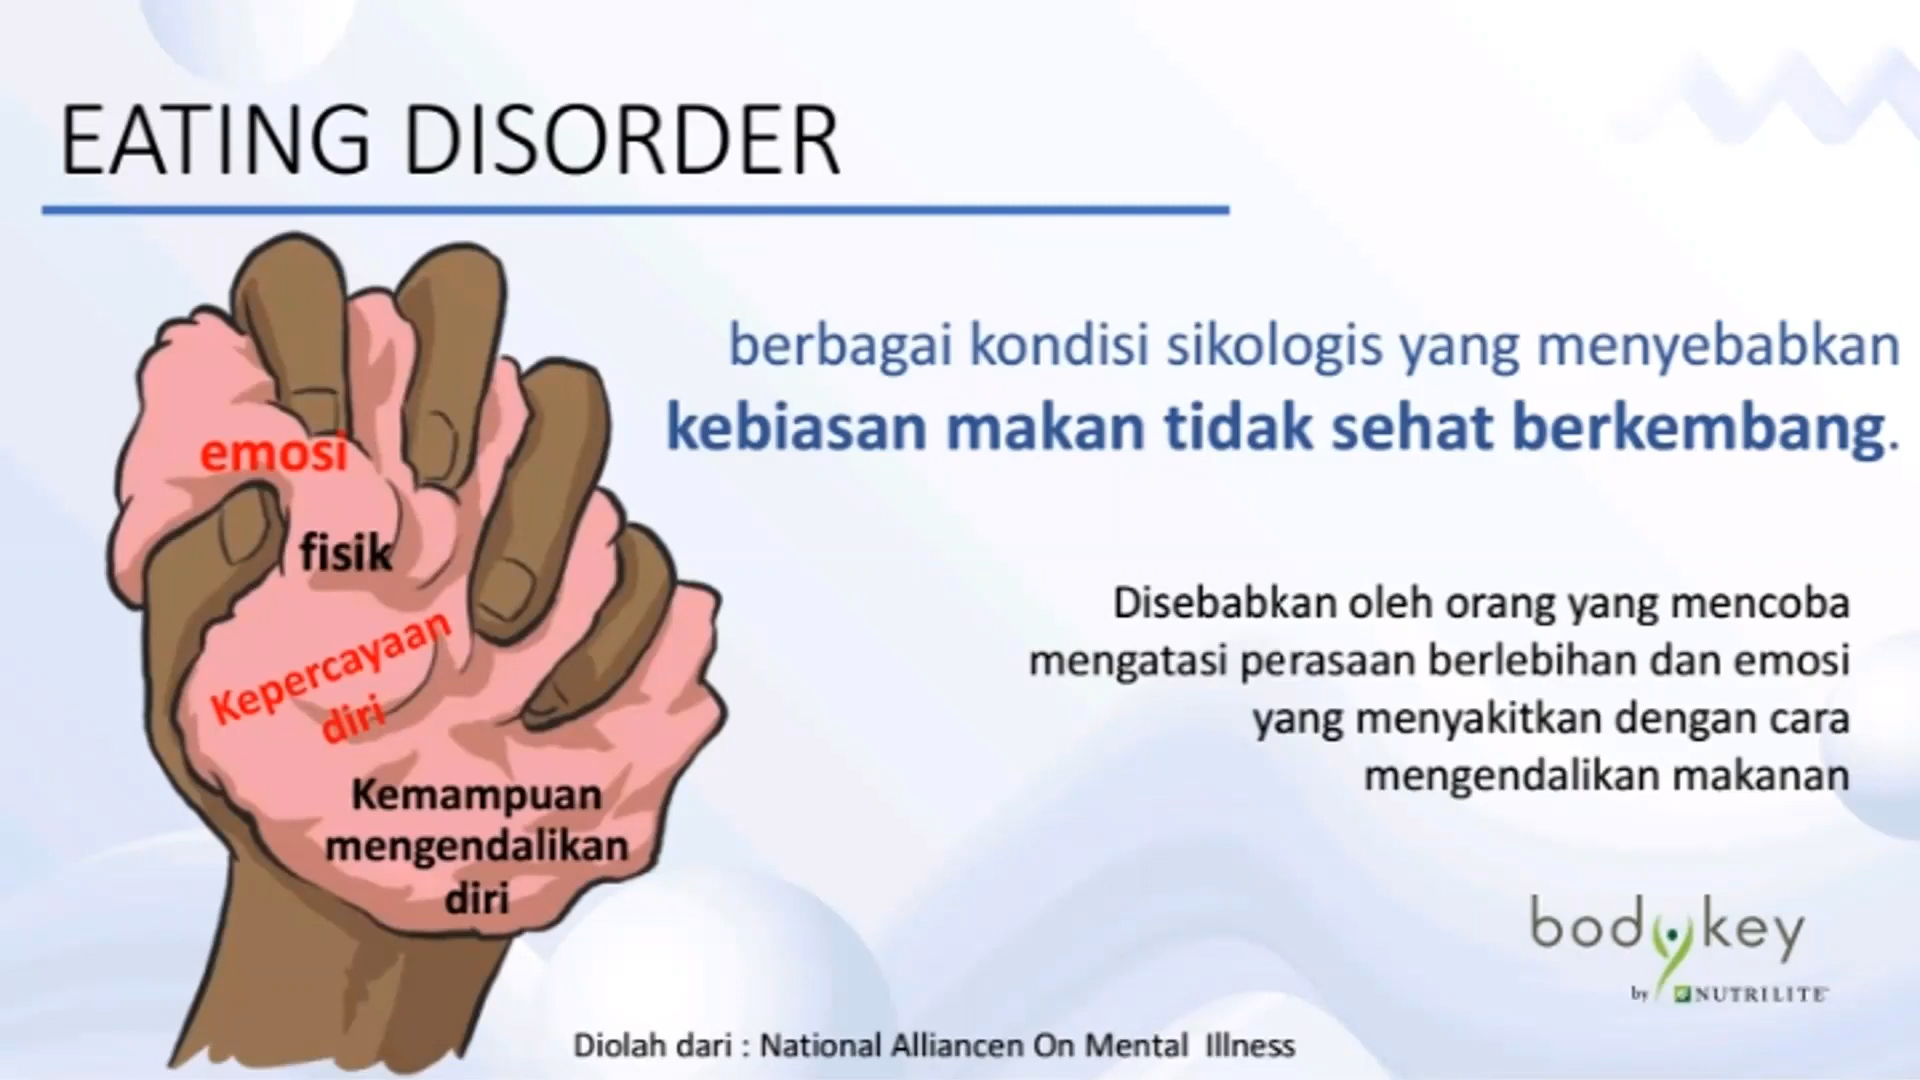 EATING DISORDER
berbagai kondisi sikologis yang menyebabkan
kebiasan makan tidak sehat berkembang.
emosi
fisik
Kepercayaan
diri
Kemampuan
mengendalikan
diri
Disebabkan oleh orang yang mencoba
mengatasi perasaan berlebihan dan emosi
yang menyakitkan dengan cara
mengendalikan makanan
bodykey
by NUTRILITE
Diolah dari : National Alliancen On Mental Illness